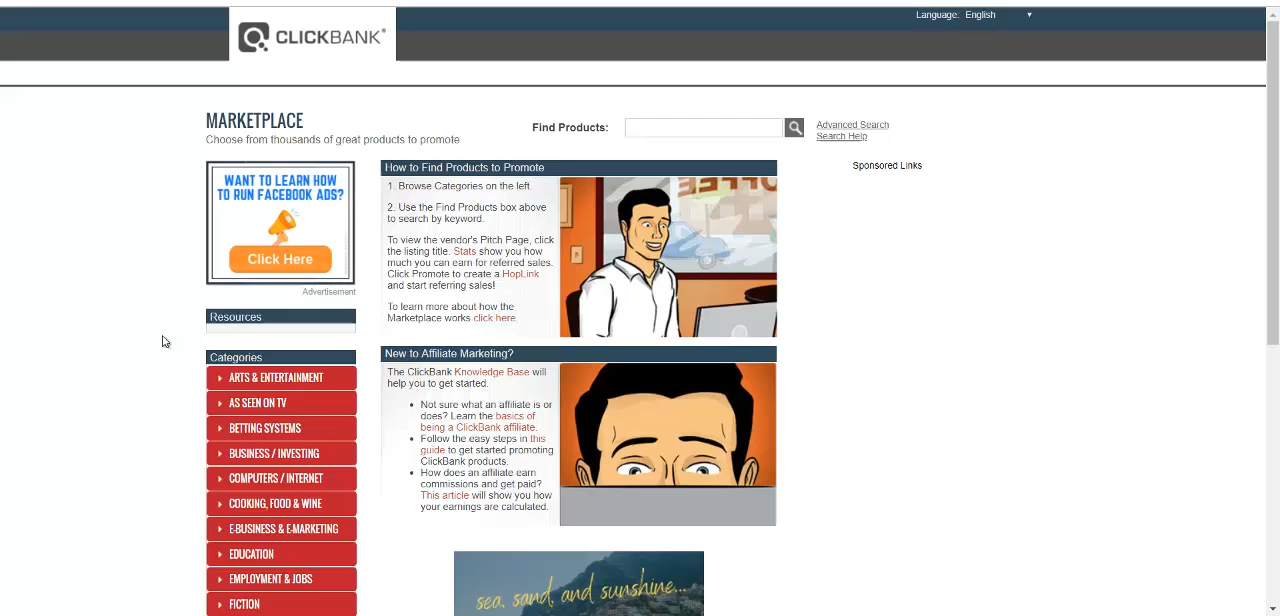 Language: English
CLICKBANK®
MARKETPLACE
Choose from thousands of great products to promote
Find Products:
Advanced Search
Search Help
WANT TO LEARN HOW
TO RUN FACEBOOK ADS?
Click Here
Advertisement
Resources
Categories
ARTS & ENTERTAINMENT
AS SEEN ON TV
BETTING SYSTEMS
BUSINESS / INVESTING
COMPUTERS / INTERNET
COOKING, FOOD & WINE
E-BUSINESS & E-MARKETING
EDUCATION
EMPLOYMENT & JOBS
FICTION
How to Find Products to Promote
1. Browse Categories on the left.
2. Use the Find Products box above
to search by keyword.
To view the vendor's Pitch Page, click
the listing title. Stats show you how
much you can earn for referred sales.
Click Promote to create a HopLink
and start referring sales!
To learn more about how the
Marketplace works click here.
New to Affiliate Marketing?
The ClickBank Knowledge Base will
help you to get started.
• Not sure what an affiliate is or
does? Learn the basics of
being a ClickBank affiliate.
• Follow the easy steps in this
guide to get started promoting
ClickBank products.
• How does an affiliate earn
commissions and get paid?
This article will show you how
your earnings are calculated.
sea, sand, and sunshine...
Sponsored Links